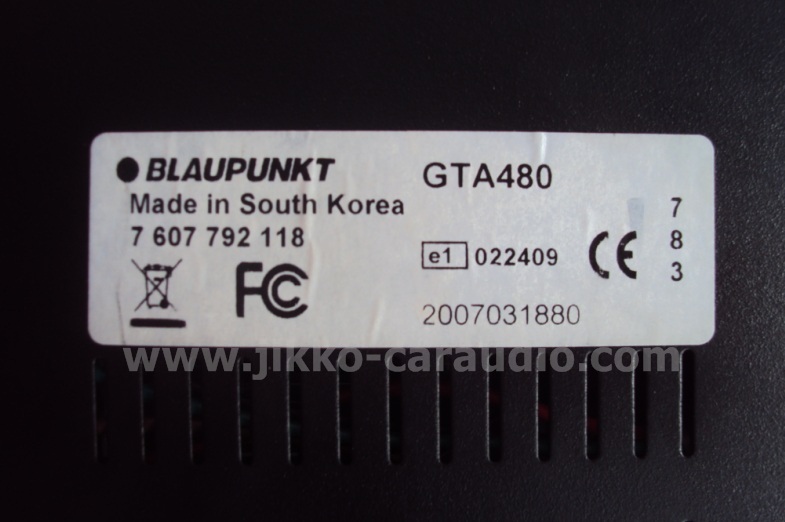 BLAUPUNKT
Made in South Korea
7 607 792 118
FC
GTA480
e1 022409
CE
2007031880
7
8
3
www.jikko-caraudio.com